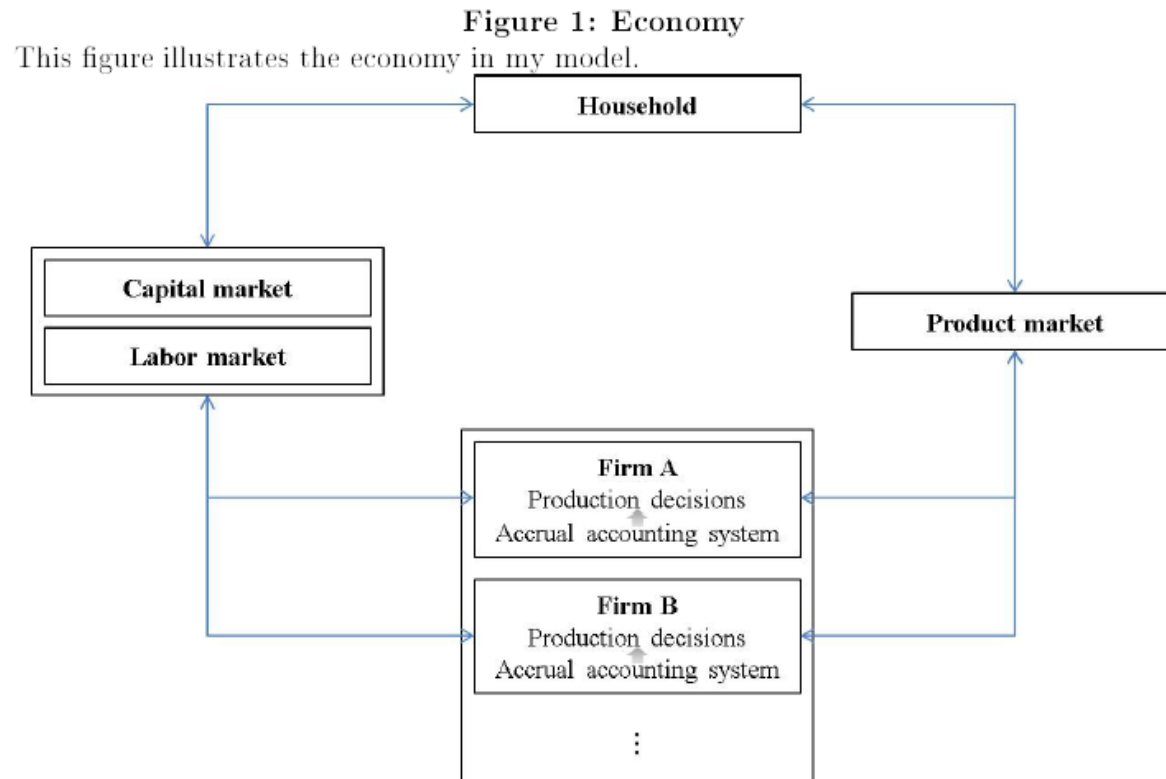 Figure 1: Economy
This figure illustrates the economy in my model.
Household
Capital market
Labor market
Product market
Firm A
Production decisions
Accrual accounting system
Firm B
Production decisions
Accrual accounting system
⋮